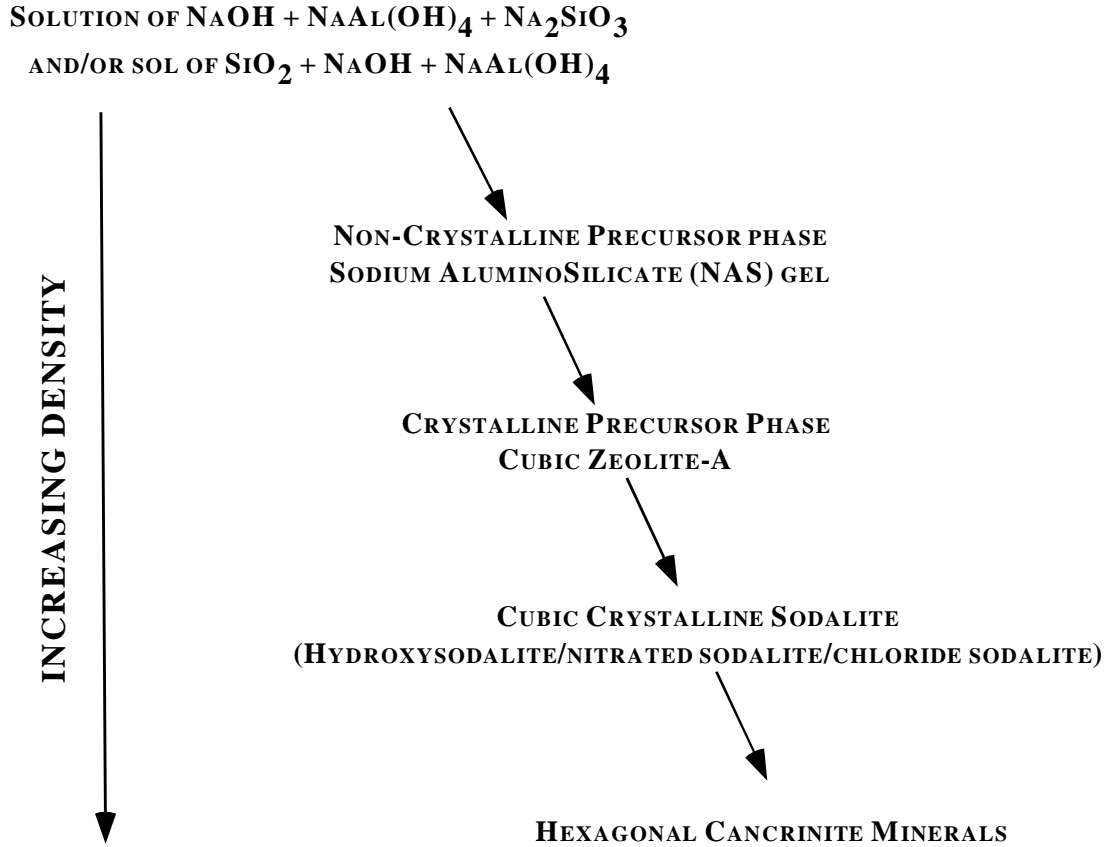 Solution of NaOH + NaAl(OH)4 + Na2SiO3
and/or sol of SiO2 + NaOH + NaAl(OH)4
Non-Crystalline Precursor phase
Sodium AluminoSilicate (NAS) gel
INCREASING DENSITY
Crystalline Precursor Phase
Cubic Zeolite-A
Cubic Crystalline Sodalite
(Hydroxysodalite/nitrated sodalite/chloride sodalite)
Hexagonal Cancrinite Minerals